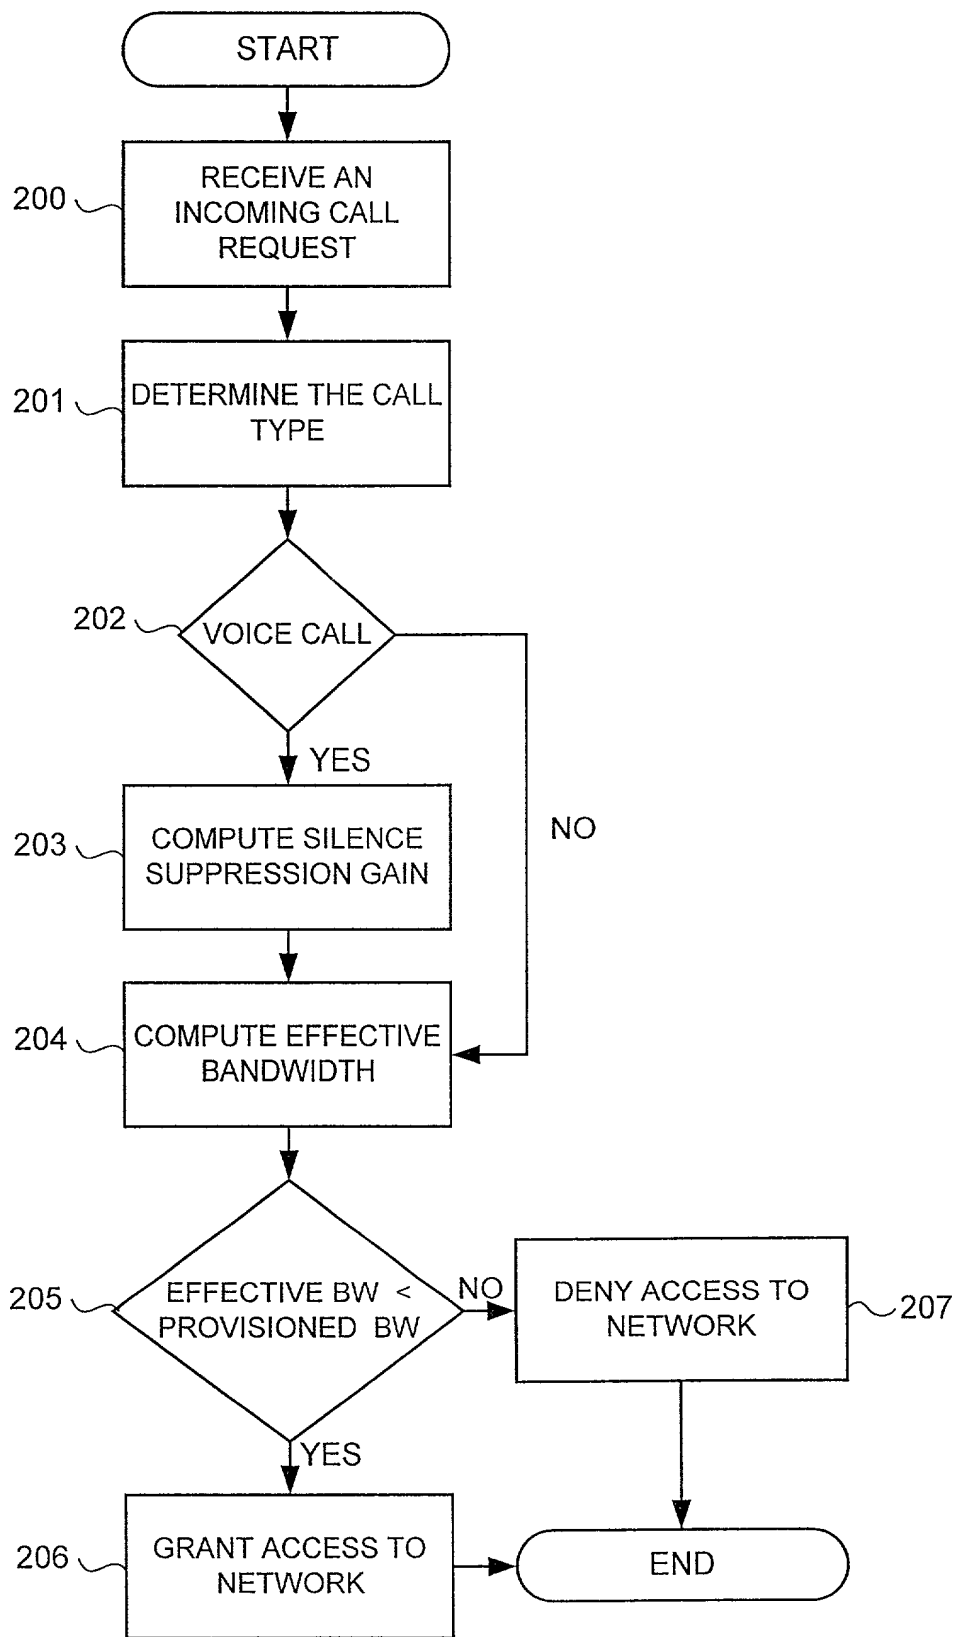 START
200
RECEIVE AN
INCOMING CALL
REQUEST
201
DETERMINE THE CALL
TYPE
202
VOICE CALL
YES
NO
203
COMPUTE SILENCE
SUPPRESSION GAIN
204
COMPUTE EFFECTIVE
BANDWIDTH
205
EFFECTIVE BW <
PROVISIONED BW
NO
DENY ACCESS TO
NETWORK
207
YES
206
GRANT ACCESS TO
NETWORK
END